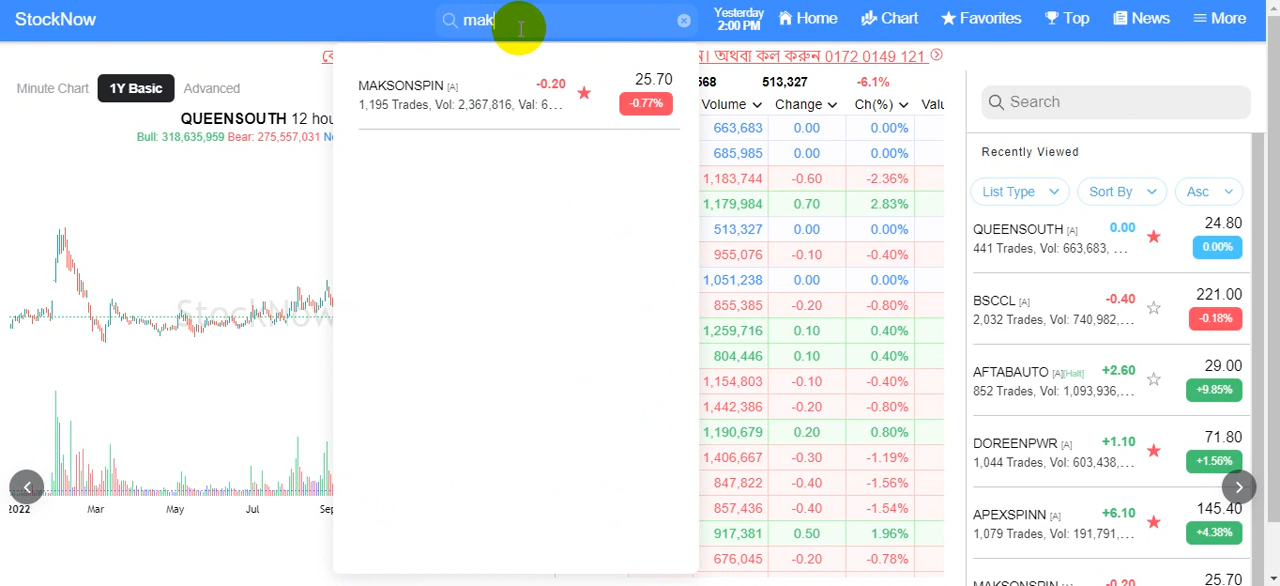 StockNow
mak
Yesterday
2:00 PM
Home
Chart
Favorites
Top
News
More
ন। অথবা কল করুন 0172 0149 121
Minute Chart
1Y Basic
Advanced
QUEENSOUTH 12 hou
Bull: 318,635,959 Bear: 275,557,031
StockNow
2022 Mar May Jul Sep
MAKSONSPIN [A] -0.20 25.70
1,195 Trades, Vol: 2,367,816, Val: 6... -0.77%
568 513,327 -6.1%
Volume Change Ch(%) Valu
663,683 0.00 0.00%
685,985 0.00 0.00%
1,183,744 -0.60 -2.36%
1,179,984 0.70 2.83%
513,327 0.00 0.00%
955,076 -0.10 -0.40%
1,051,238 0.00 0.00%
855,385 -0.20 -0.80%
1,259,716 0.10 0.40%
804,446 0.10 0.40%
1,154,803 -0.10 -0.40%
1,442,386 -0.20 -0.80%
1,190,679 0.20 0.80%
1,406,667 -0.30 -1.19%
847,822 -0.40 -1.56%
857,436 -0.40 -1.54%
917,381 0.50 1.96%
676,045 -0.20 -0.78%
Search
Recently Viewed
List Type
Sort By
Asc
QUEENSOUTH [A] 0.00 24.80
441 Trades, Vol: 663,683, ... 0.00%
BSCCL [A] -0.40 221.00
2,032 Trades, Vol: 740,982,... -0.18%
AFTABAUTO [A][Halt] +2.60 29.00
852 Trades, Vol: 1,093,936,... +9.85%
DOREENPWR [A] +1.10 71.80
1,044 Trades, Vol: 603,438,... +1.56%
APEXSPINN [A] +6.10 145.40
1,079 Trades, Vol: 191,791,... +4.38%
MAKSONSPIN [A] -0.20 25.70